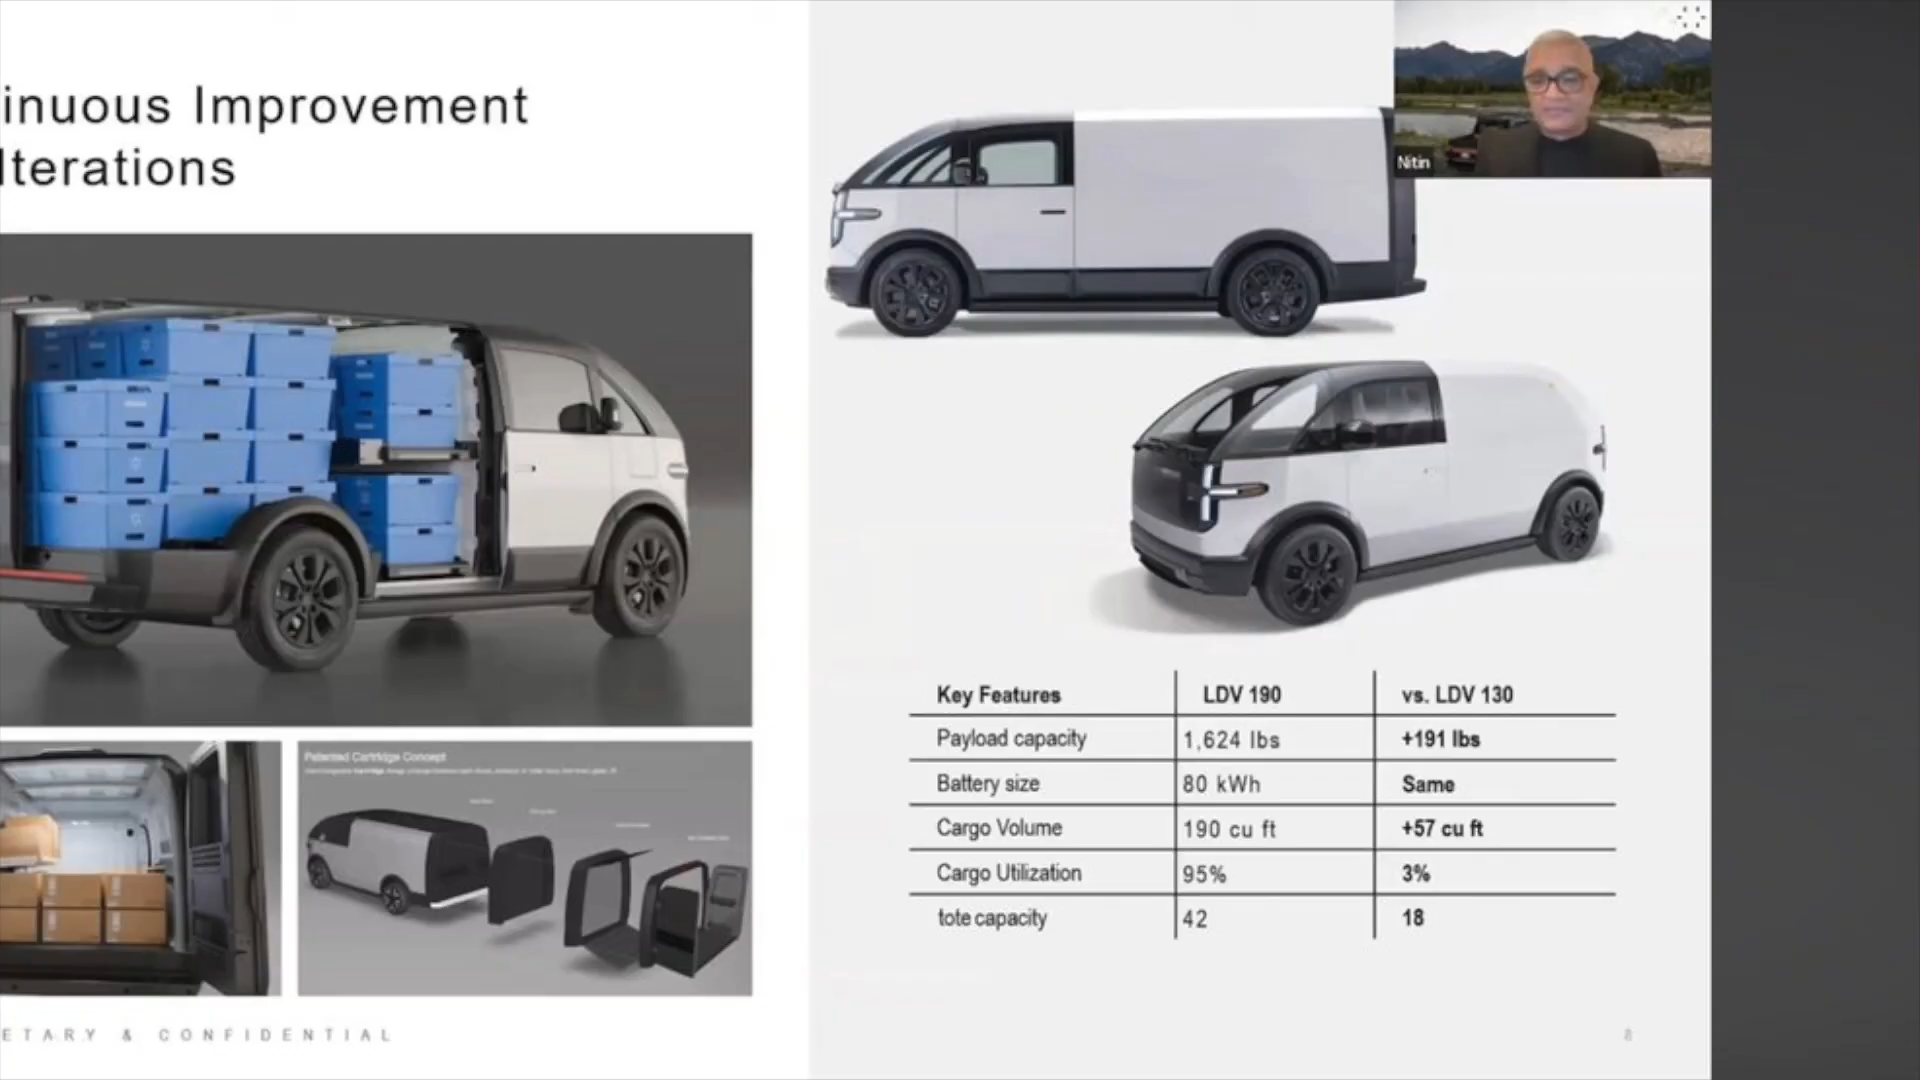 inuous Improvement
Iterations
Nitin
Patented Cartridge Concept
Key Features LDV 190 vs. LDV 130
Payload capacity 1,624 lbs +191 lbs
Battery size 80 kWh Same
Cargo Volume 190 cu ft +57 cu ft
Cargo Utilization 95% 3%
tote capacity 42 18
ETARY & CONFIDENTIAL
8